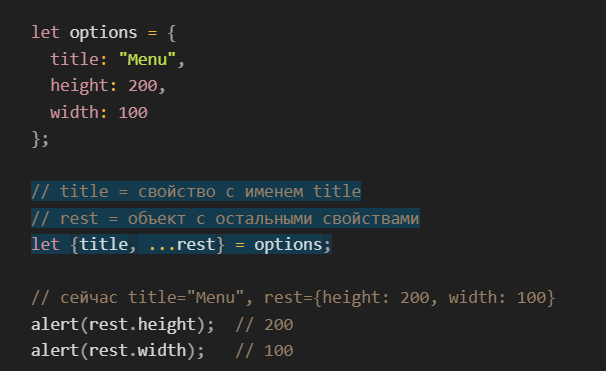 let options = {
  title: "Menu",
  height: 200,
  width: 100
};
// title = свойство с именем title
// rest = объект с остальными свойствами
let {title, ...rest} = options;
// сейчас title="Menu", rest={height: 200, width: 100}
alert(rest.height);  // 200
alert(rest.width);   // 100